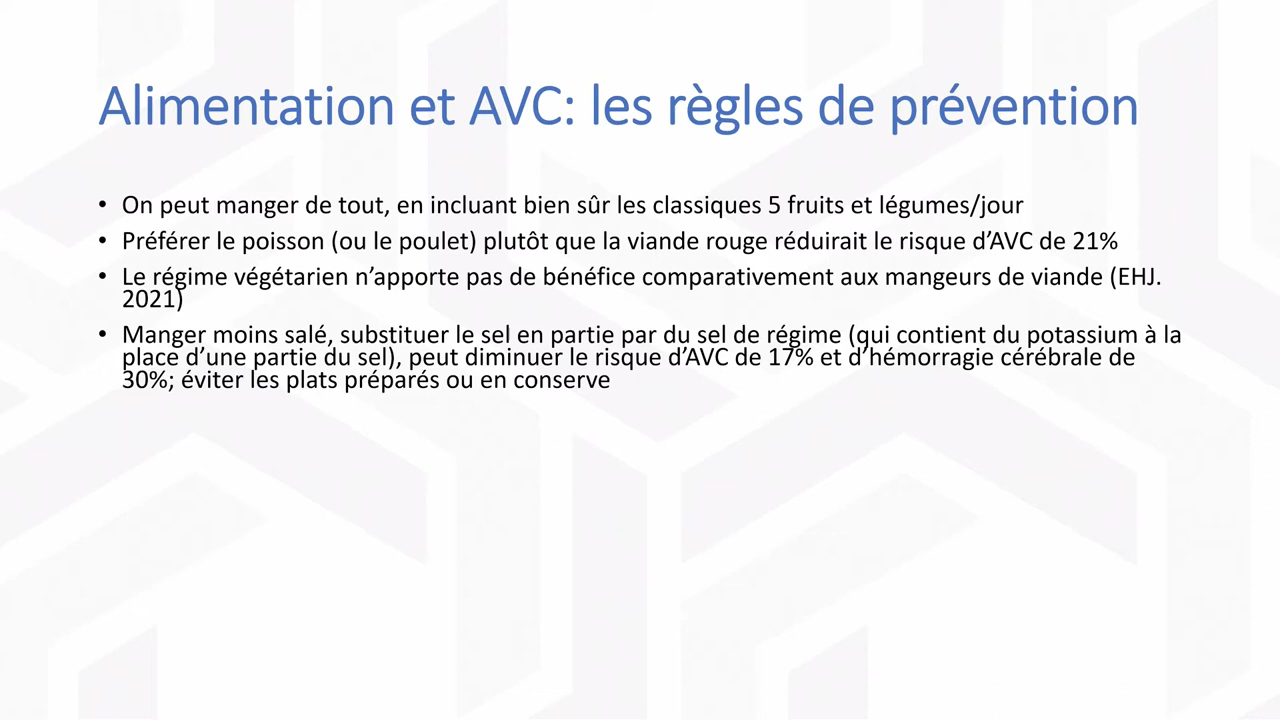 Alimentation et AVC: les règles de prévention
• On peut manger de tout, en incluant bien sûr les classiques 5 fruits et légumes/jour
• Préférer le poisson (ou le poulet) plutôt que la viande rouge réduirait le risque d’AVC de 21%
• Le régime végétarien n’apporte pas de bénéfice comparativement aux mangeurs de viande (EHJ.
2021)
• Manger moins salé, substituer le sel en partie par du sel de régime (qui contient du potassium à la
place d’une partie du sel), peut diminuer le risque d’AVC de 17% et d’hémorragie cérébrale de
30%; éviter les plats préparés ou en conserve